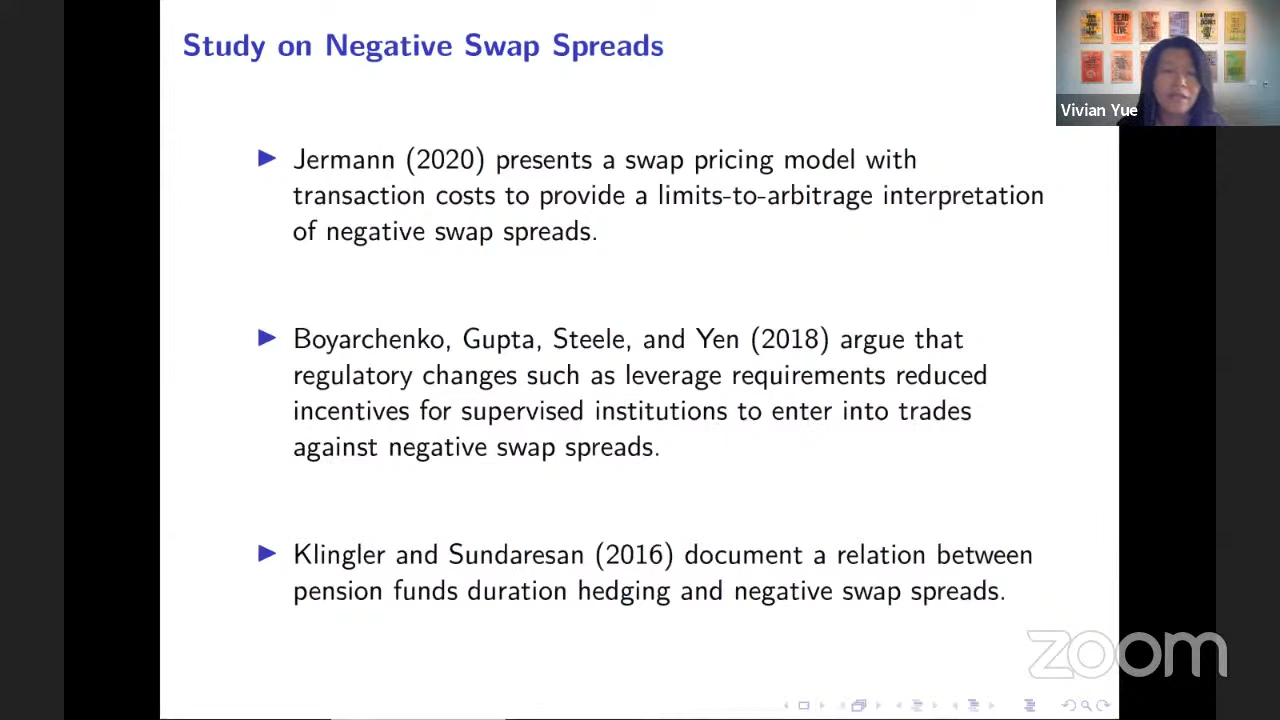 Study on Negative Swap Spreads
Vivian Yue
Jermann (2020) presents a swap pricing model with
transaction costs to provide a limits-to-arbitrage interpretation
of negative swap spreads.
Boyarchenko, Gupta, Steele, and Yen (2018) argue that
regulatory changes such as leverage requirements reduced
incentives for supervised institutions to enter into trades
against negative swap spreads.
Klingler and Sundaresan (2016) document a relation between
pension funds duration hedging and negative swap spreads.
zoom